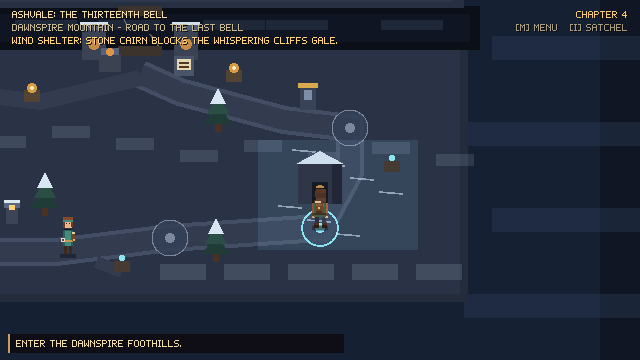 ASHVALE: THE THIRTEENTH BELL
DAWNSPIRE MOUNTAIN - ROAD TO THE LAST BELL
WIND SHELTER: STONE CAIRN BLOCKS THE WHISPERING CLIFFS GALE.
CHAPTER 4
[M] MENU [I] SATCHEL
ENTER THE DAWNSPIRE FOOTHILLS.